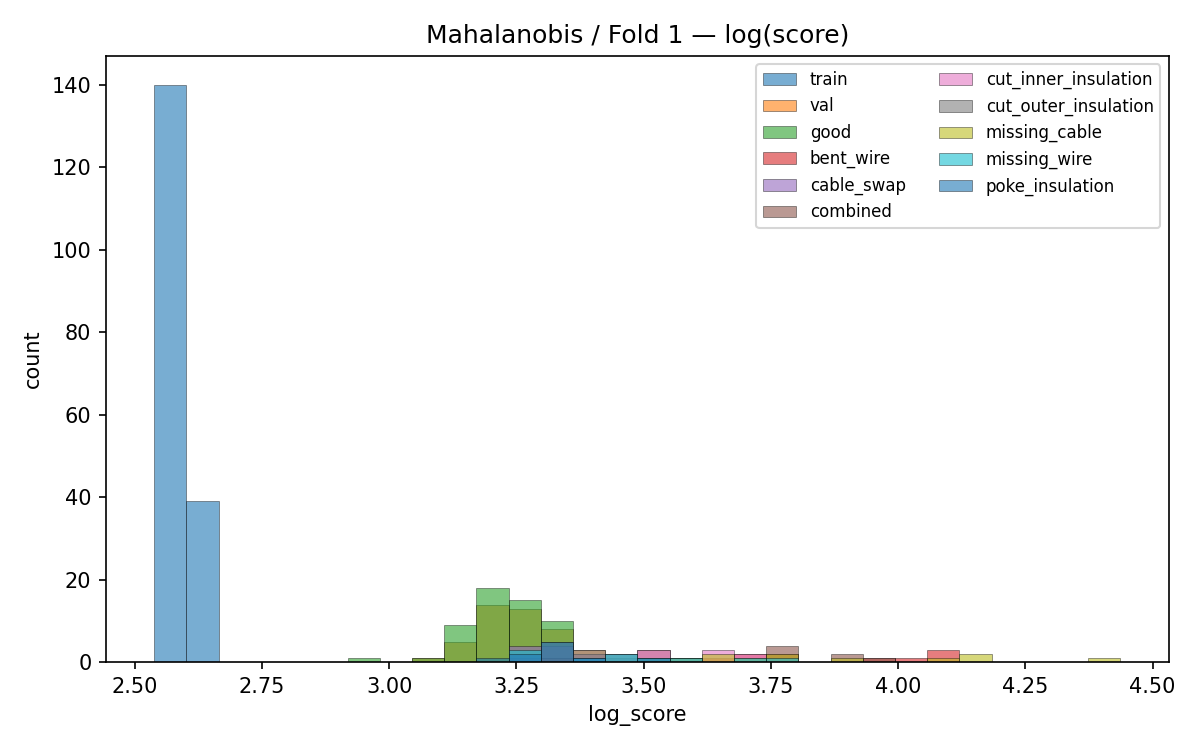 Mahalanobis / Fold 1 — log(score)
train
val
good
bent_wire
cable_swap
combined
cut_inner_insulation
cut_outer_insulation
missing_cable
missing_wire
poke_insulation
count
140
120
100
80
60
40
20
0
2.50 2.75 3.00 3.25 3.50 3.75 4.00 4.25 4.50
log_score